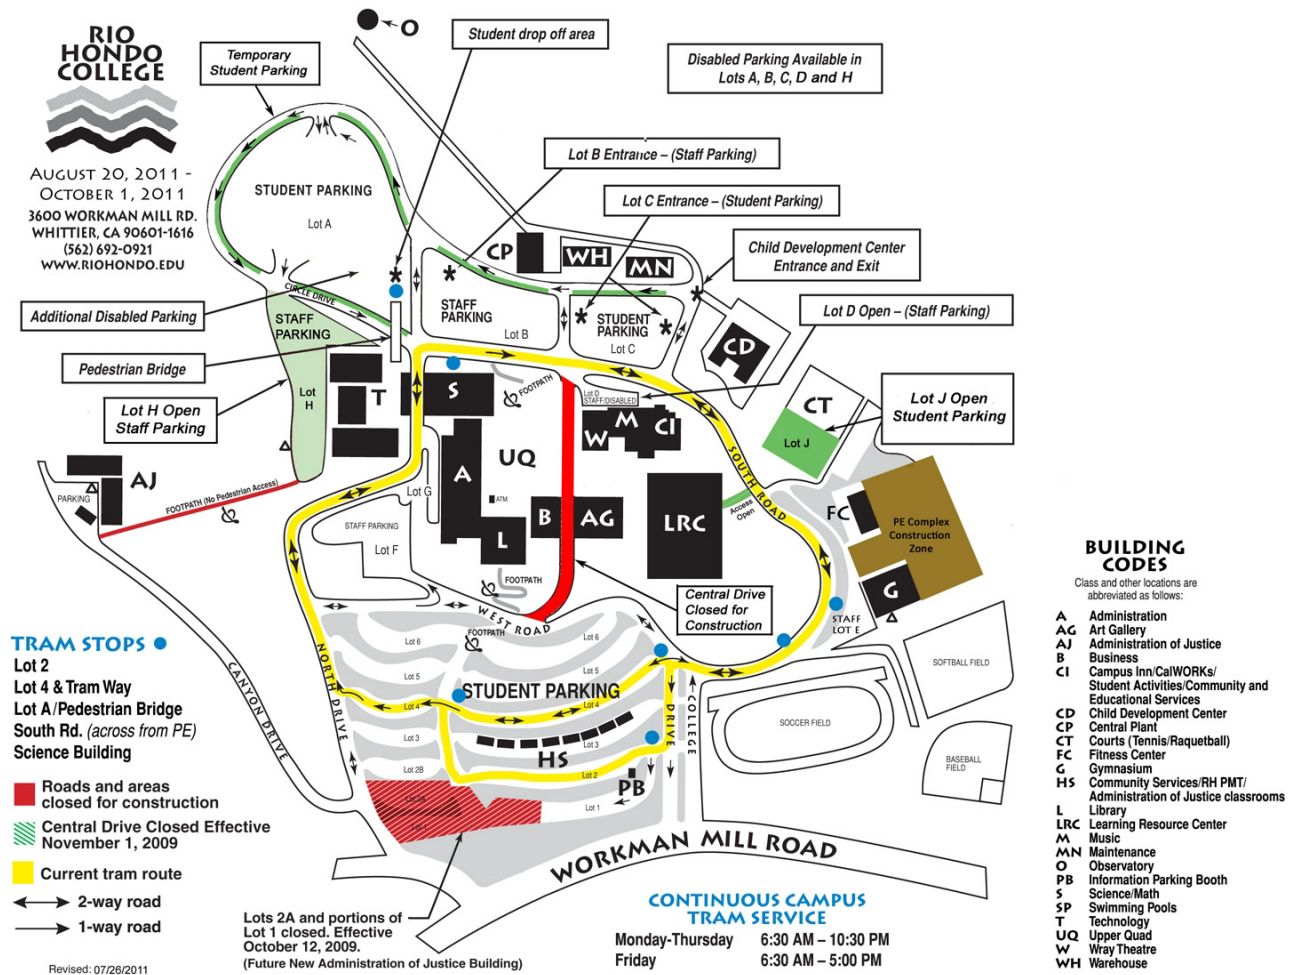 RIO
HONDO
COLLEGE
AUGUST 20, 2011 -
OCTOBER 1, 2011
3600 WORKMAN MILL RD.
WHITTIER, CA 90601-1616
(562) 692-0921
WWW.RIOHONDO.EDU
Temporary
Student Parking
O
Student drop off area
Disabled Parking Available in
Lots A, B, C, D and H
Lot B Entrance – (Staff Parking)
Lot C Entrance – (Student Parking)
Child Development Center
Entrance and Exit
Lot D Open – (Staff Parking)
Lot J Open
Student Parking
Additional Disabled Parking
Pedestrian Bridge
Lot H Open
Staff Parking
STUDENT PARKING
Lot A
CIRCLE DRIVE
STAFF
PARKING
Lot
H
CP
WH
MN
STAFF
PARKING
Lot B
STUDENT
PARKING
Lot C
CD
CT
Lot J
T
S
FOOTPATH
Lot D
STAFF/DISABLED
W
M
CI
UQ
A
ATM
L
B
AG
LRC
Access
Open
SOUTH ROAD
FC
PE Complex
Construction
Zone
G
STAFF
LOT E
AJ
PARKING
FOOTPATH (No Pedestrian Access)
Lot G
STAFF PARKING
Lot F
FOOTPATH
WEST ROAD
FOOTPATH
Central Drive
Closed for
Construction
CANYON DRIVE
NORTH DRIVE
Lot 6
Lot 6
Lot 5
Lot 5
STUDENT PARKING
Lot 4
Lot 4
Lot 3
Lot 3
HS
Lot 2B
Lot 2
Lot 2A
Lot 1
Lot 1
PB
COLLEGE
DRIVE
SOCCER FIELD
SOFTBALL FIELD
BASEBALL
FIELD
WORKMAN MILL ROAD
TRAM STOPS
Lot 2
Lot 4 & Tram Way
Lot A/Pedestrian Bridge
South Rd. (across from PE)
Science Building
Roads and areas
closed for construction
Central Drive Closed Effective
November 1, 2009
Current tram route
2-way road
1-way road
Revised: 07/26/2011
Lots 2A and portions of
Lot 1 closed. Effective
October 12, 2009.
(Future New Administration of Justice Building)
CONTINUOUS CAMPUS
TRAM SERVICE
Monday-Thursday 6:30 AM – 10:30 PM
Friday 6:30 AM – 5:00 PM
BUILDING
CODES
Class and other locations are
abbreviated as follows:
A Administration
AG Art Gallery
AJ Administration of Justice
B Business
CI Campus Inn/CalWORKs/
Student Activities/Community and
Educational Services
CD Child Development Center
CP Central Plant
CT Courts (Tennis/Raquetball)
FC Fitness Center
G Gymnasium
HS Community Services/RH PMT/
Administration of Justice classrooms
L Library
LRC Learning Resource Center
M Music
MN Maintenance
O Observatory
PB Information Parking Booth
S Science/Math
SP Swimming Pools
T Technology
UQ Upper Quad
W Wray Theatre
WH Warehouse